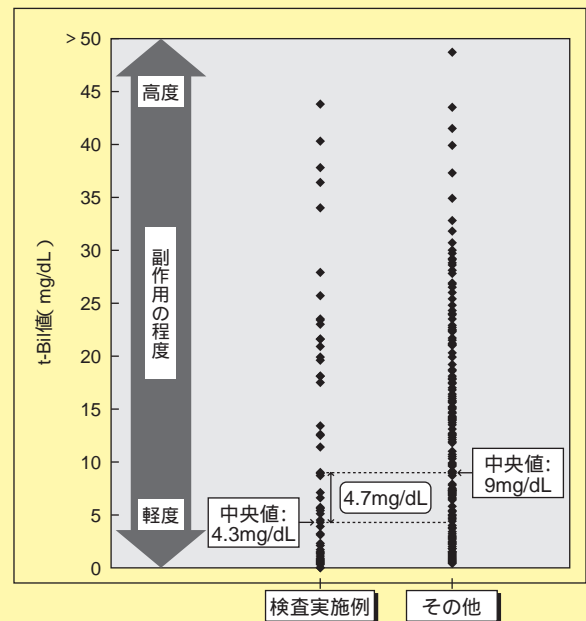 t-Bil値( mg/dL )
> 50
45
40
35
30
25
20
15
10
5
0
高度
副作用の程度
軽度
中央値:
4.3mg/dL
4.7mg/dL
中央値:
9mg/dL
検査実施例
その他